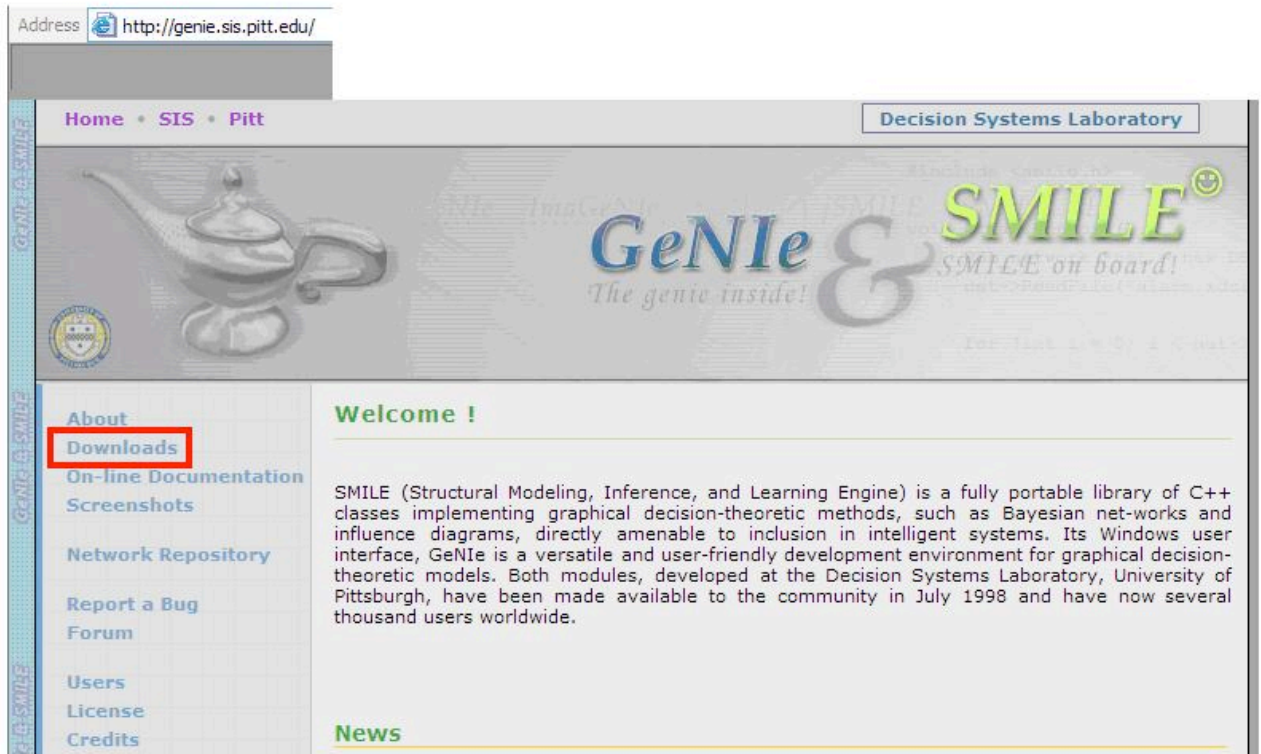 Address http://genie.sis.pitt.edu/
Home • SIS • Pitt
Decision Systems Laboratory
GeNIe
The genie inside!
&
SMILE
SMILE on board!
About
Downloads
On-line Documentation
Screenshots
Network Repository
Report a Bug
Forum
Users
License
Credits
Welcome !
SMILE (Structural Modeling, Inference, and Learning Engine) is a fully portable library of C++
classes implementing graphical decision-theoretic methods, such as Bayesian net-works and
influence diagrams, directly amenable to inclusion in intelligent systems. Its Windows user
interface, GeNIe is a versatile and user-friendly development environment for graphical decision-
theoretic models. Both modules, developed at the Decision Systems Laboratory, University of
Pittsburgh, have been made available to the community in July 1998 and have now several
thousand users worldwide.
News
GeNIe & SMILE
GeNIe & SMILE